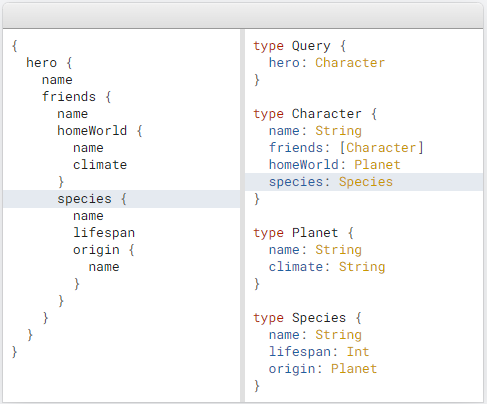 {
  hero {
    name
    friends {
      name
      homeWorld {
        name
        climate
      }
      species {
        name
        lifespan
        origin {
          name
        }
      }
    }
  }
}
type Query {
  hero: Character
}

type Character {
  name: String
  friends: [Character]
  homeWorld: Planet
  species: Species
}

type Planet {
  name: String
  climate: String
}

type Species {
  name: String
  lifespan: Int
  origin: Planet
}